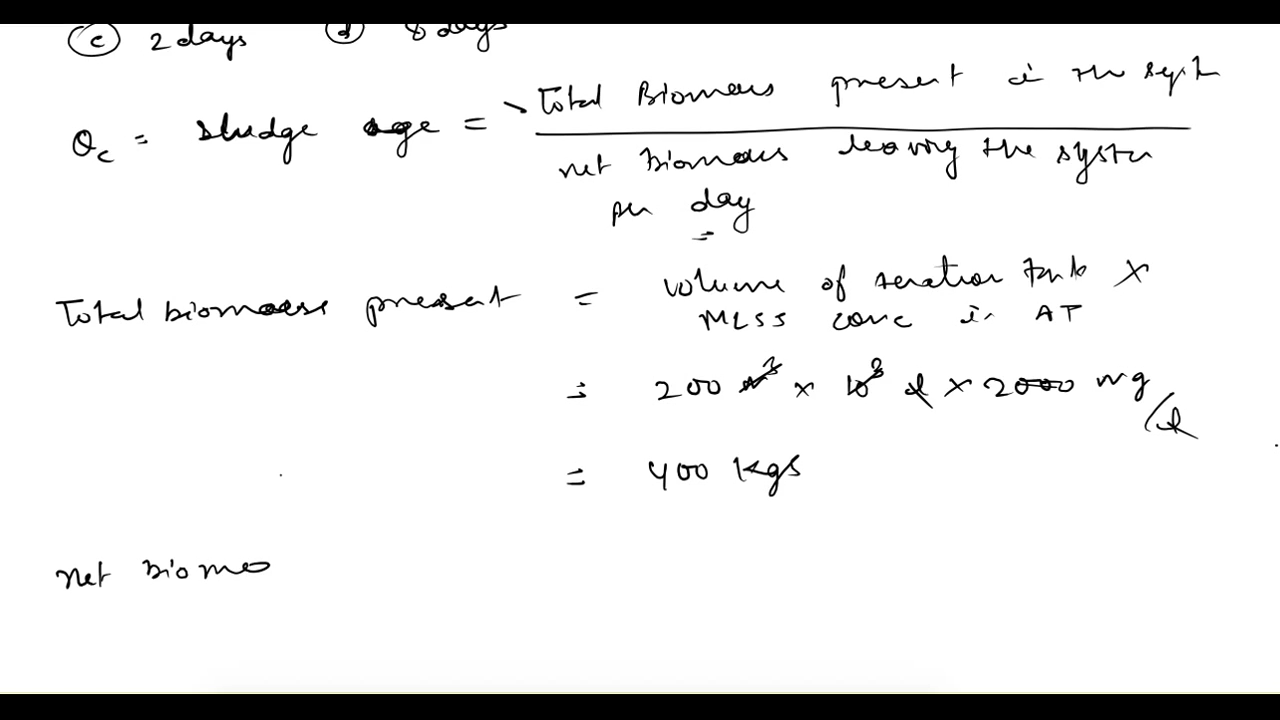 (c) 2 days (d) 8 days
θc = sludge age = Total Biomass present in the syst
net biomass leaving the system
per day
Total biomass present = volume of aeration tank ×
MLSS conc in AT
= 200 m³ × 10³ l × 2000 mg/l
= 400 kgs
Net Biomo